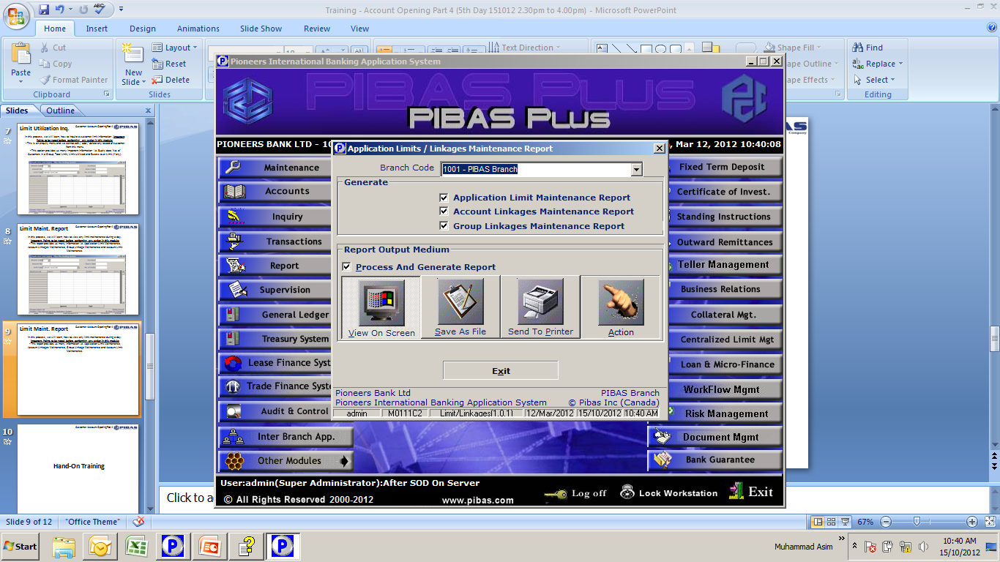 Training - Account Opening Part 4 (5th Day 151012 2.30pm to 4.00pm) - Microsoft PowerPoint
Home Insert Design Animations Slide Show Review View
Paste
Cut
Copy
Format Painter
Clipboard
New
Slide
Layout
Reset
Delete
Slides
Text Direction
Shape Fill
hape Outline
hape Effects
Find
Replace
Select
Editing
Slides Outline
7
Limit Utilization Inq.
8
Limit Maint. Report
9
Limit Maint. Report
10
Hand-On Training
Pioneers International Banking Application System
PIBAS PLUS
PIBAS PLUS
PIONEERS BANK LTD - 10
, Mar 12, 2012 10:40:08
Maintenance
Accounts
Inquiry
Transactions
Report
Supervision
General Ledger
Treasury System
Lease Finance Syst
Trade Finance Syste
Audit & Control
Inter Branch App.
Other Modules
Application Limits / Linkages Maintenance Report
Branch Code 1001 - PIBAS Branch
Generate
Application Limit Maintenance Report
Account Linkages Maintenance Report
Group Linkages Maintenance Report
Report Output Medium
Process And Generate Report
View On Screen Save As File Send To Printer Action
Exit
Pioneers Bank Ltd PIBAS Branch
Pioneers International Banking Application System © Pibas Inc (Canada)
admin M0111C2 Limit/Linkages(1.0.1) 12/Mar/2012 15/10/2012 10:40 AM
Fixed Term Deposit
Certificate of Invest.
Standing Instructions
Outward Remittances
Teller Management
Business Relations
Collateral Mgt.
Centralized Limit Mgt
Loan & Micro-Finance
WorkFlow Mgmt
Risk Management
Document Mgmt
Bank Guarantee
User:admin(Super Administrator):After SOD On Server
© All Rights Reserved 2000-2012
www.pibas.com
Log off
Lock Workstation
Exit
Click to a
Slide 9 of 12 "Office Theme" 67%
Start
Muhammad Asim
10:40 AM
15/10/2012